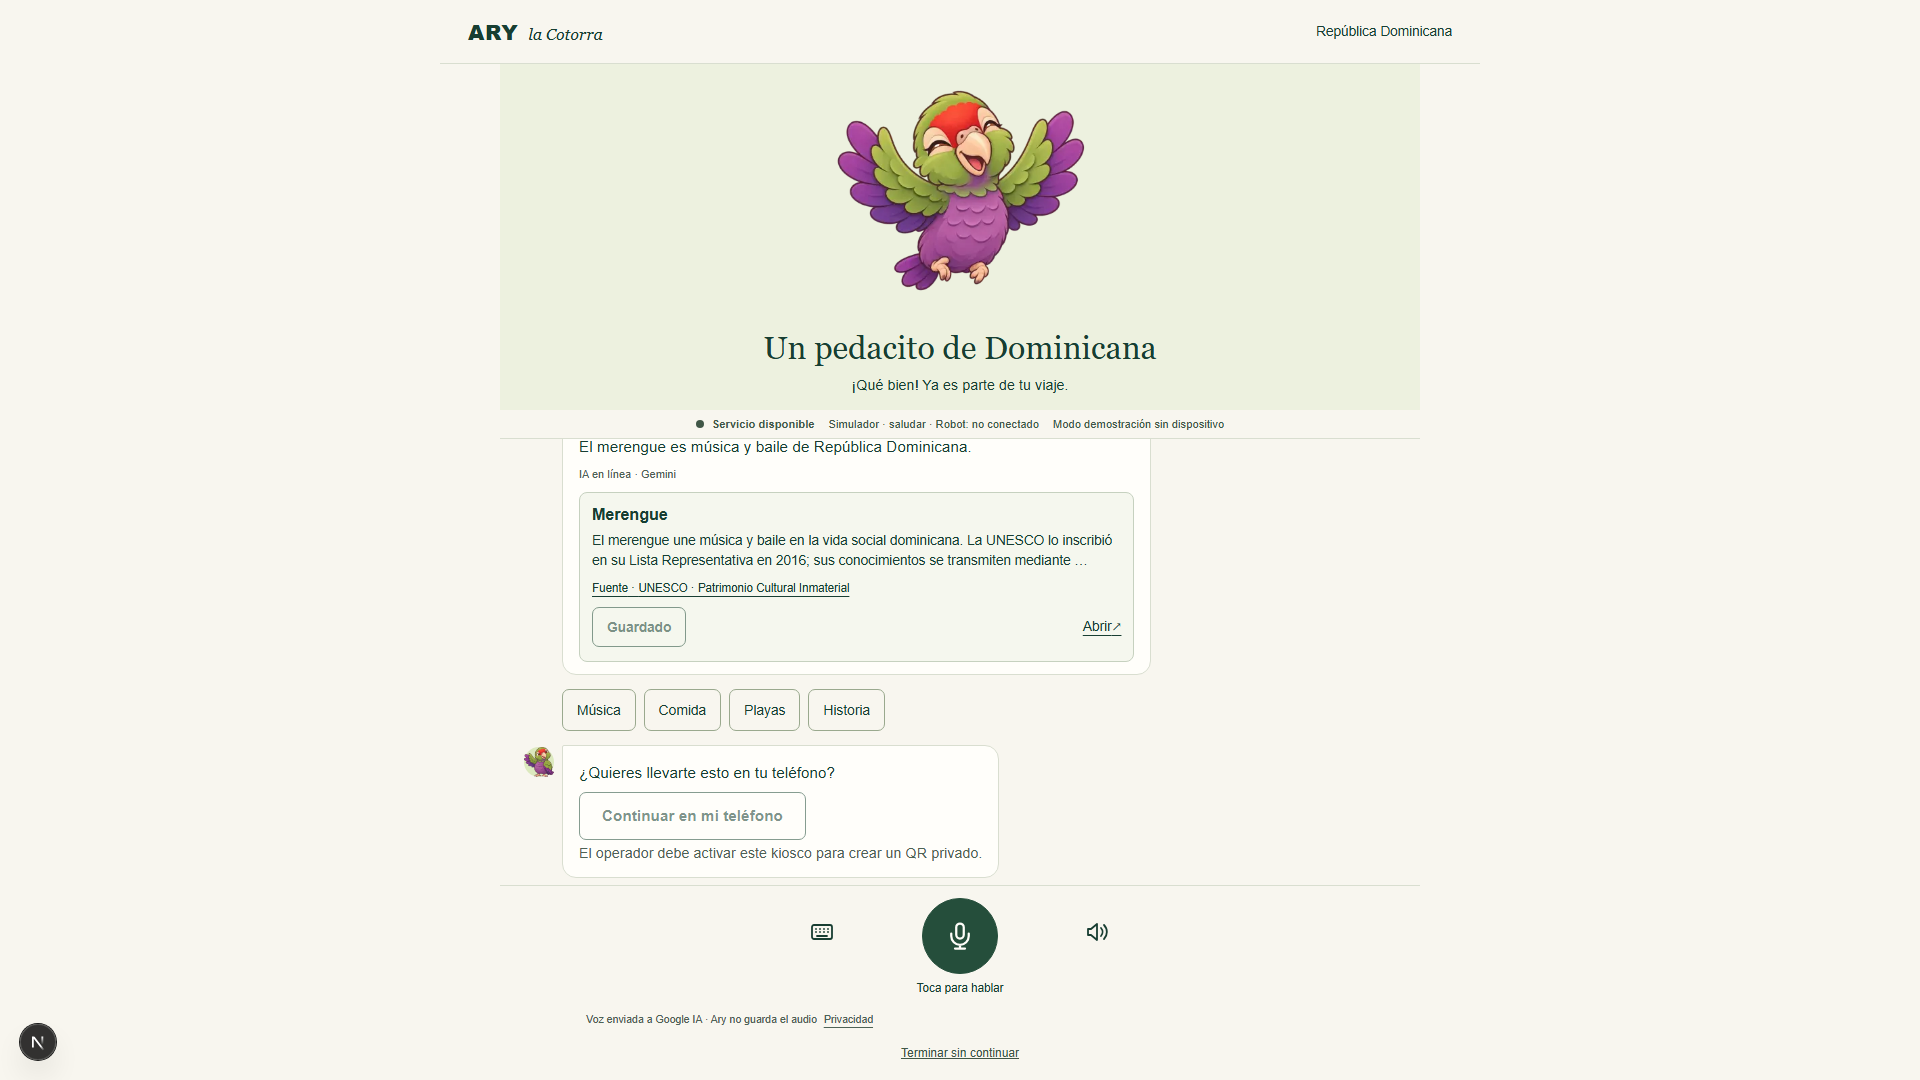 ARY la Cotorra
República Dominicana
Un pedacito de Dominicana
¡Qué bien! Ya es parte de tu viaje.
Servicio disponible Simulador · saludar · Robot: no conectado Modo demostración sin dispositivo
El merengue es música y baile de República Dominicana.
IA en línea · Gemini
Merengue
El merengue une música y baile en la vida social dominicana. La UNESCO lo inscribió
en su Lista Representativa en 2016; sus conocimientos se transmiten mediante …
Fuente · UNESCO · Patrimonio Cultural Inmaterial
Guardado
Abrir↗
Música Comida Playas Historia
¿Quieres llevarte esto en tu teléfono?
Continuar en mi teléfono
El operador debe activar este kiosco para crear un QR privado.
Toca para hablar
Voz enviada a Google IA · Ary no guarda el audio Privacidad
N
Terminar sin continuar